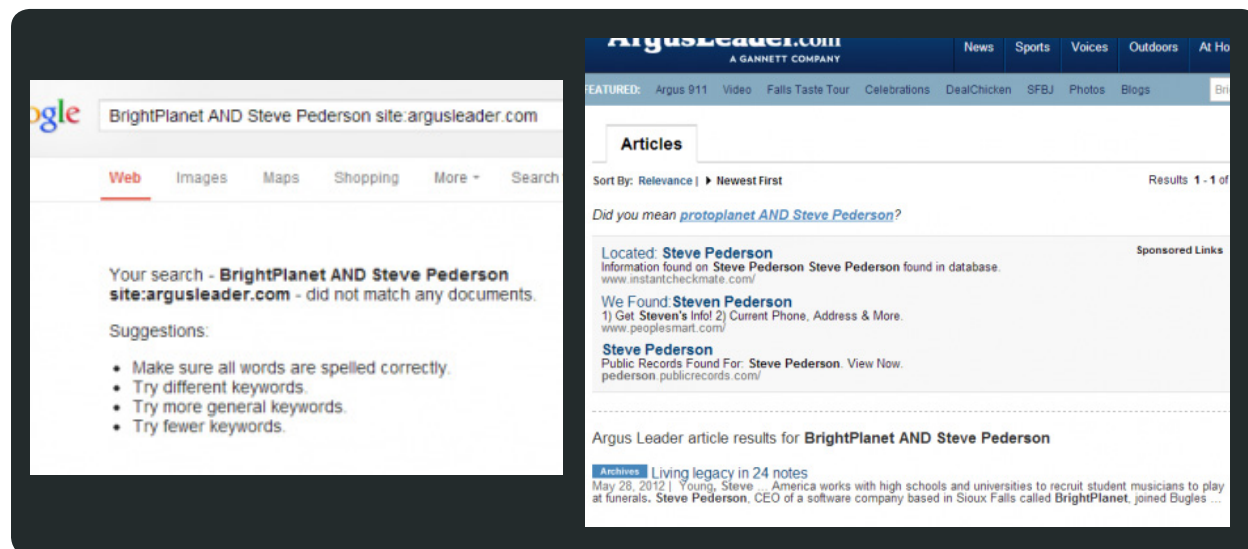 ogle
BrightPlanet AND Steve Pederson site:argusleader.com
Web Images Maps Shopping More Search
Your search - BrightPlanet AND Steve Pederson
site:argusleader.com - did not match any documents.
Suggestions:
• Make sure all words are spelled correctly.
• Try different keywords.
• Try more general keywords.
• Try fewer keywords.
ArgusLeader.com
A GANNETT COMPANY
News Sports Voices Outdoors At Ho
FEATURED: Argus 911 Video Falls Taste Tour Celebrations DealChicken SFBJ Photos Blogs Bri
Articles
Sort By: Relevance | Newest First
Results 1 - 1 of
Did you mean protoplanet AND Steve Pederson?
Sponsored Links
Located: Steve Pederson
Information found on Steve Pederson Steve Pederson found in database.
www.instantcheckmate.com/
We Found:Steven Pederson
1) Get Steven's Info! 2) Current Phone, Address & More.
www.peoplesmart.com/
Steve Pederson
Public Records Found For: Steve Pederson. View Now.
pederson.publicrecords.com/
Argus Leader article results for BrightPlanet AND Steve Pederson
Archives Living legacy in 24 notes
May 28, 2012 | Young, Steve ... America works with high schools and universities to recruit student musicians to play
at funerals. Steve Pederson, CEO of a software company based in Sioux Falls called BrightPlanet, joined Bugles ...